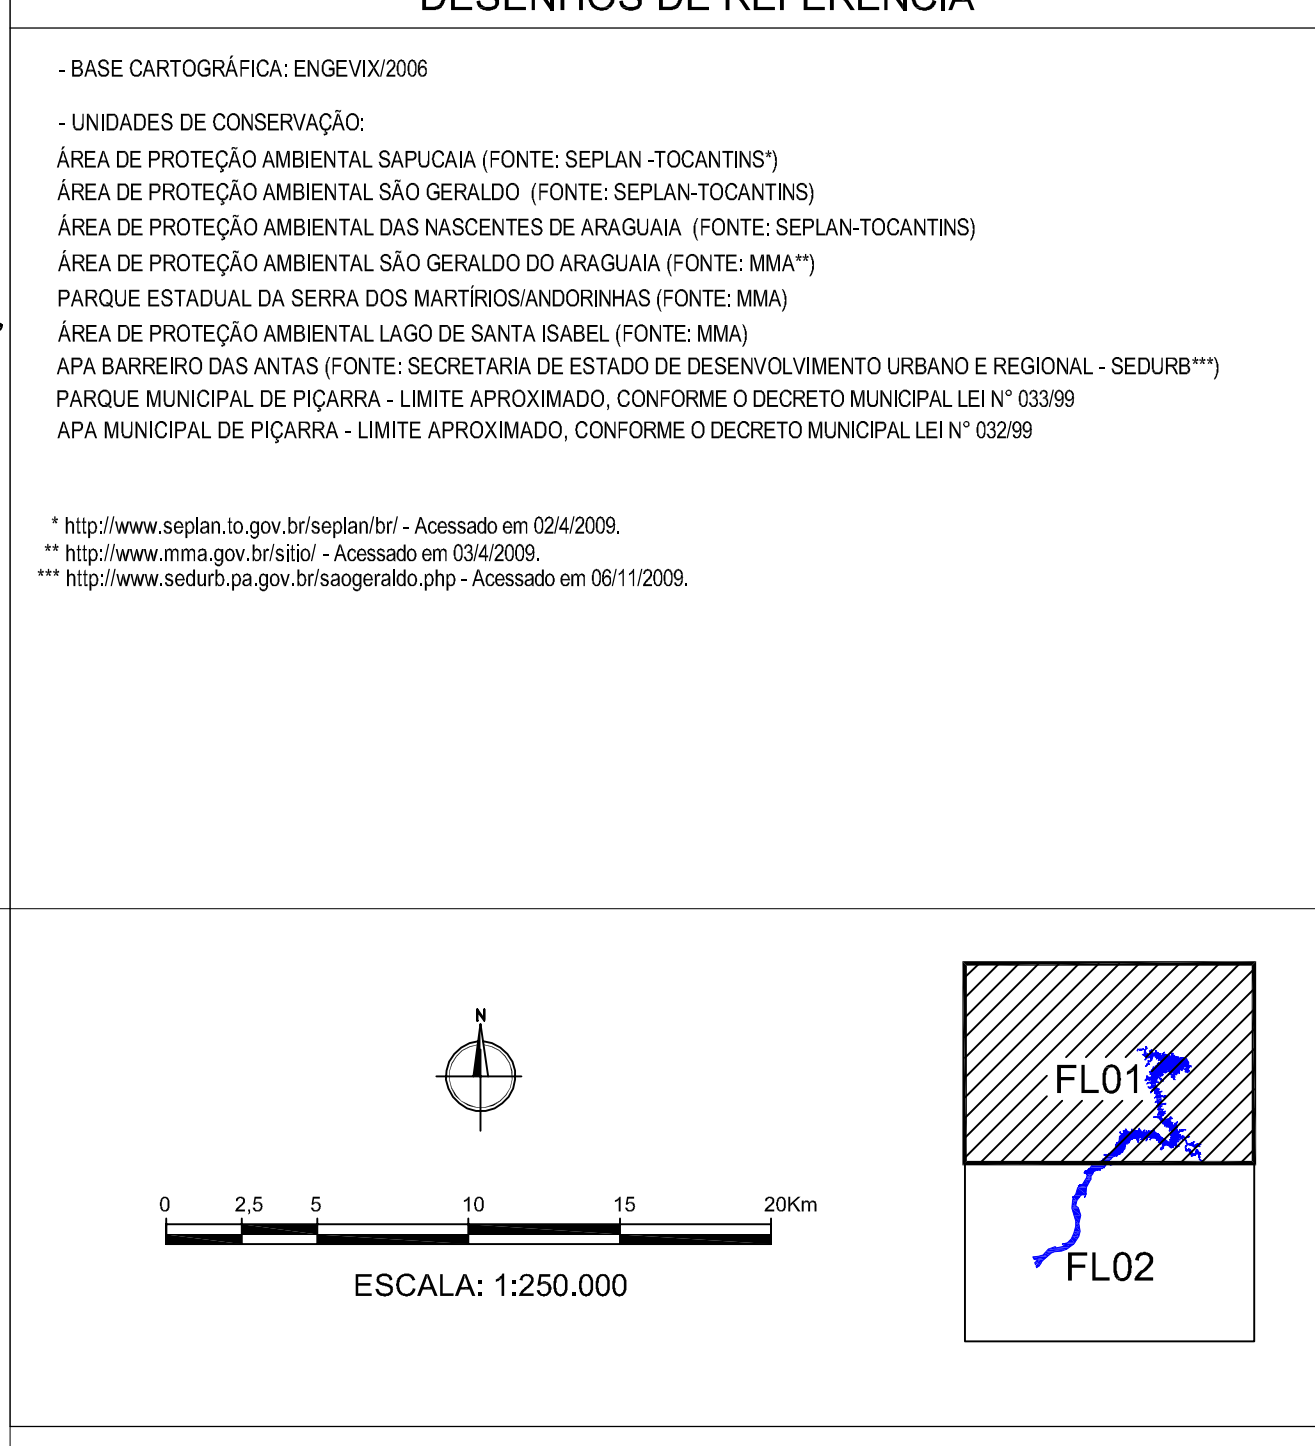 DESENHOS DE REFERÊNCIA
- BASE CARTOGRÁFICA: ENGEVIX/2006
- UNIDADES DE CONSERVAÇÃO:
ÁREA DE PROTEÇÃO AMBIENTAL SAPUCAIA (FONTE: SEPLAN -TOCANTINS*)
ÁREA DE PROTEÇÃO AMBIENTAL SÃO GERALDO (FONTE: SEPLAN-TOCANTINS)
ÁREA DE PROTEÇÃO AMBIENTAL DAS NASCENTES DE ARAGUAIA (FONTE: SEPLAN-TOCANTINS)
ÁREA DE PROTEÇÃO AMBIENTAL SÃO GERALDO DO ARAGUAIA (FONTE: MMA**)
PARQUE ESTADUAL DA SERRA DOS MARTÍRIOS/ANDORINHAS (FONTE: MMA)
ÁREA DE PROTEÇÃO AMBIENTAL LAGO DE SANTA ISABEL (FONTE: MMA)
APA BARREIRO DAS ANTAS (FONTE: SECRETARIA DE ESTADO DE DESENVOLVIMENTO URBANO E REGIONAL - SEDURB***)
PARQUE MUNICIPAL DE PIÇARRA - LIMITE APROXIMADO, CONFORME O DECRETO MUNICIPAL LEI N° 033/99
APA MUNICIPAL DE PIÇARRA - LIMITE APROXIMADO, CONFORME O DECRETO MUNICIPAL LEI N° 032/99
* http://www.seplan.to.gov.br/seplan/br/ - Acessado em 02/4/2009.
** http://www.mma.gov.br/sitio/ - Acessado em 03/4/2009.
*** http://www.sedurb.pa.gov.br/saogeraldo.php - Acessado em 06/11/2009.
N
0 2,5 5 10 15 20Km
ESCALA: 1:250.000
FL01
FL02